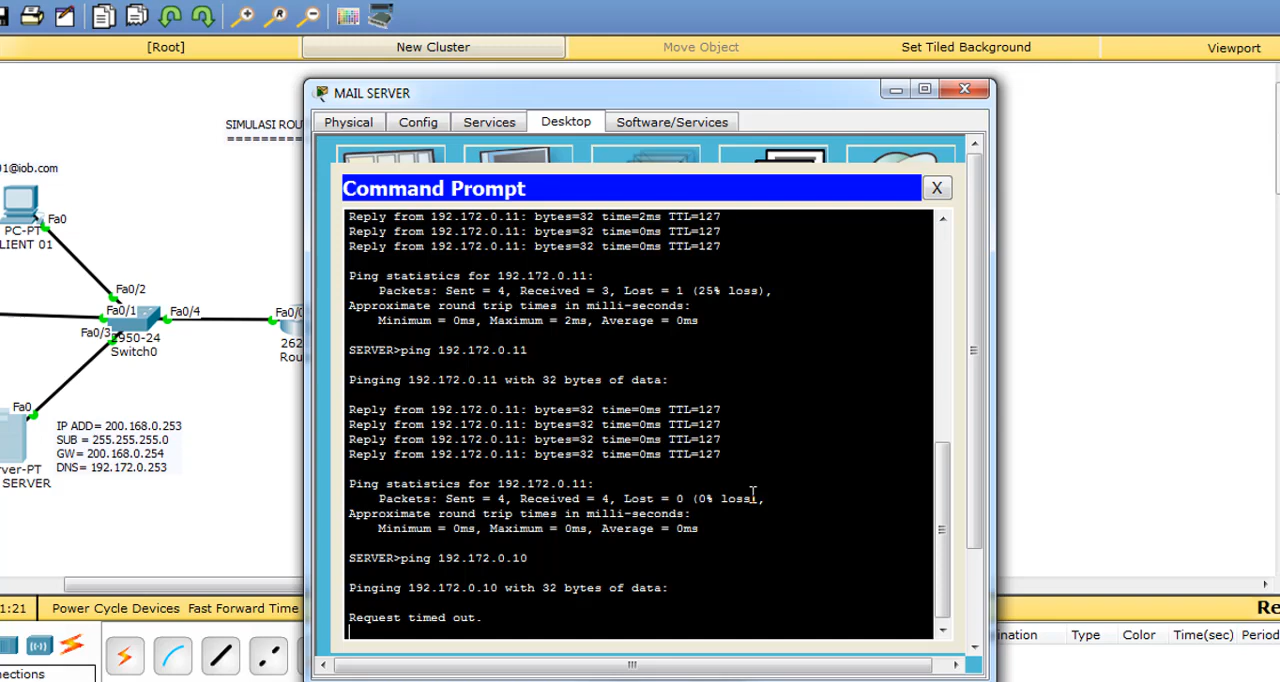 [Root]
New Cluster
Move Object
Set Tiled Background
Viewport
MAIL SERVER
Physical
Config
Services
Desktop
Software/Services
Command Prompt
X
Reply from 192.172.0.11: bytes=32 time=2ms TTL=127
Reply from 192.172.0.11: bytes=32 time=0ms TTL=127
Reply from 192.172.0.11: bytes=32 time=0ms TTL=127
Ping statistics for 192.172.0.11:
Packets: Sent = 4, Received = 3, Lost = 1 (25% loss),
Approximate round trip times in milli-seconds:
Minimum = 0ms, Maximum = 2ms, Average = 0ms
SERVER>ping 192.172.0.11
Pinging 192.172.0.11 with 32 bytes of data:
Reply from 192.172.0.11: bytes=32 time=0ms TTL=127
Reply from 192.172.0.11: bytes=32 time=0ms TTL=127
Reply from 192.172.0.11: bytes=32 time=0ms TTL=127
Reply from 192.172.0.11: bytes=32 time=0ms TTL=127
Ping statistics for 192.172.0.11:
Packets: Sent = 4, Received = 4, Lost = 0 (0% loss),
Approximate round trip times in milli-seconds:
Minimum = 0ms, Maximum = 0ms, Average = 0ms
SERVER>ping 192.172.0.10
Pinging 192.172.0.10 with 32 bytes of data:
Request timed out.
SIMULASI ROU
========
01@iob.com
Fa0
PC-PT
LIENT 01
Fa0/2
Fa0/1
Fa0/4
Fa0/3
2950-24
Switch0
Fa0/0
262
Rou
Fa0
rver-PT
SERVER
IP ADD= 200.168.0.253
SUB = 255.255.255.0
GW= 200.168.0.254
DNS= 192.172.0.253
1:21
Power Cycle Devices
Fast Forward Time
Re
nections
ination
Type
Color
Time(sec)
Period